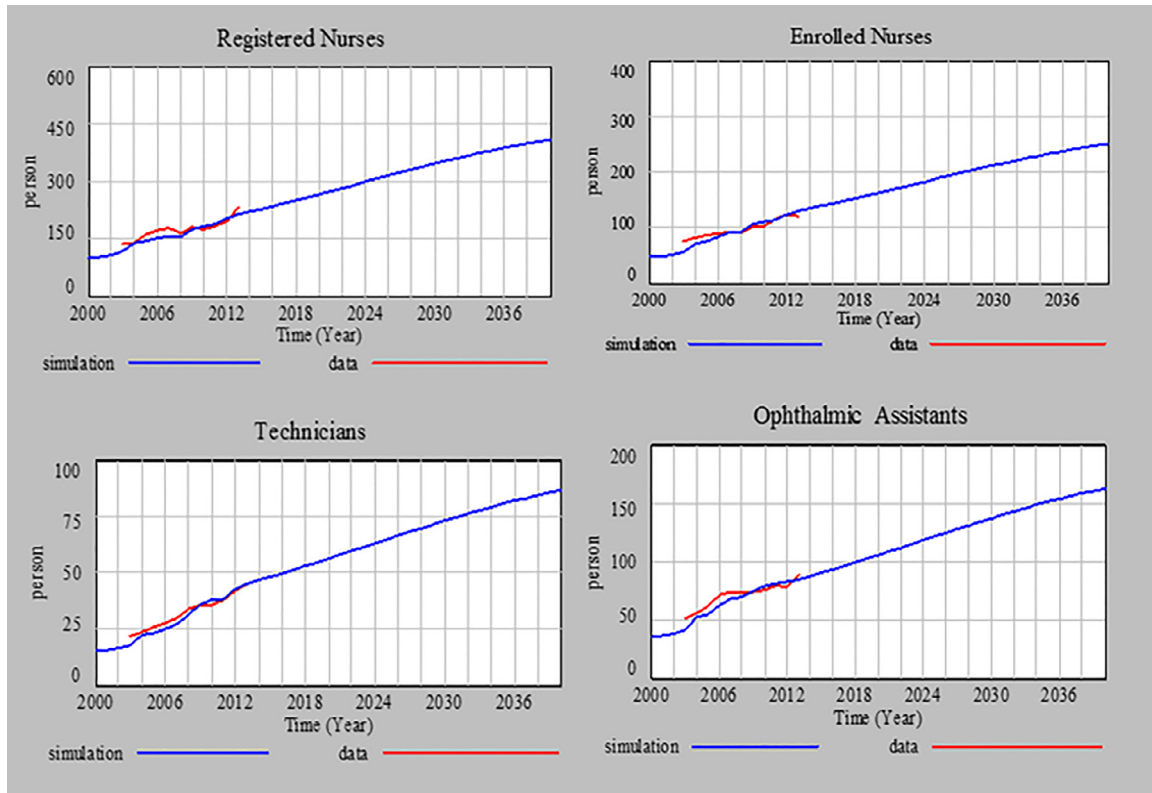 Registered Nurses
600
450
300
150
0
person
2000 2006 2012 2018 2024 2030 2036
Time (Year)
simulation data
Enrolled Nurses
400
300
200
100
0
person
2000 2006 2012 2018 2024 2030 2036
Time (Year)
simulation data
Technicians
100
75
50
25
0
person
2000 2006 2012 2018 2024 2030 2036
Time (Year)
simulation data
Ophthalmic Assistants
200
150
100
50
0
person
2000 2006 2012 2018 2024 2030 2036
Time (Year)
simulation data